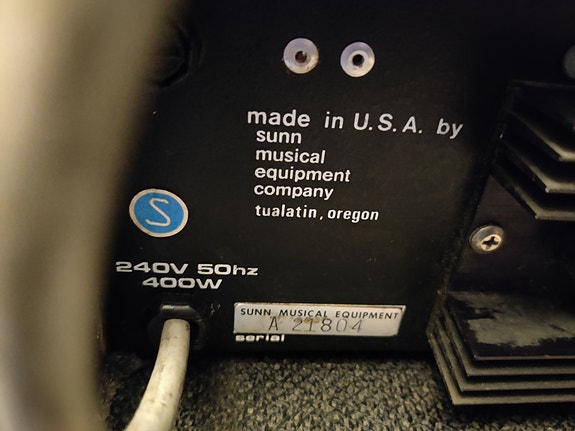 made in U.S.A. by
sunn
musical
equipment
company
tualatin, oregon
S
240V 50hz
400W
SUNN MUSICAL EQUIPMENT
A 21804
serial